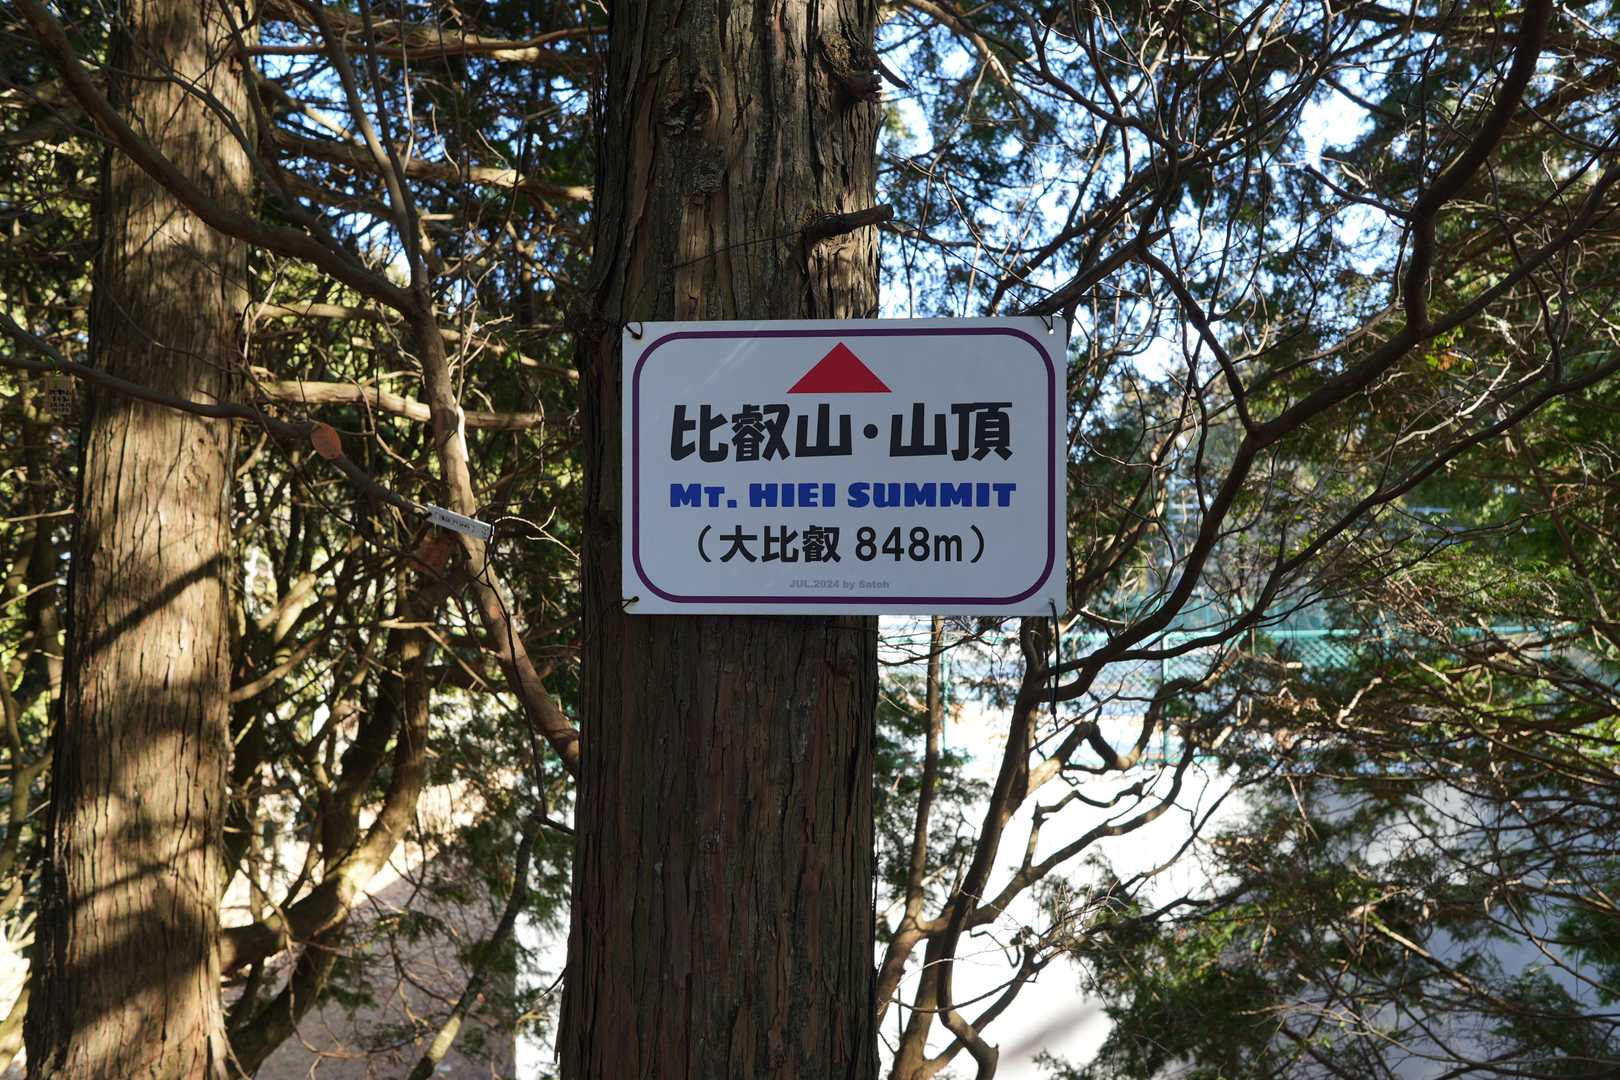 比叡山・山頂
MT. HIEI SUMMIT
（大比叡 848m）
JUL.2024 by Satoh